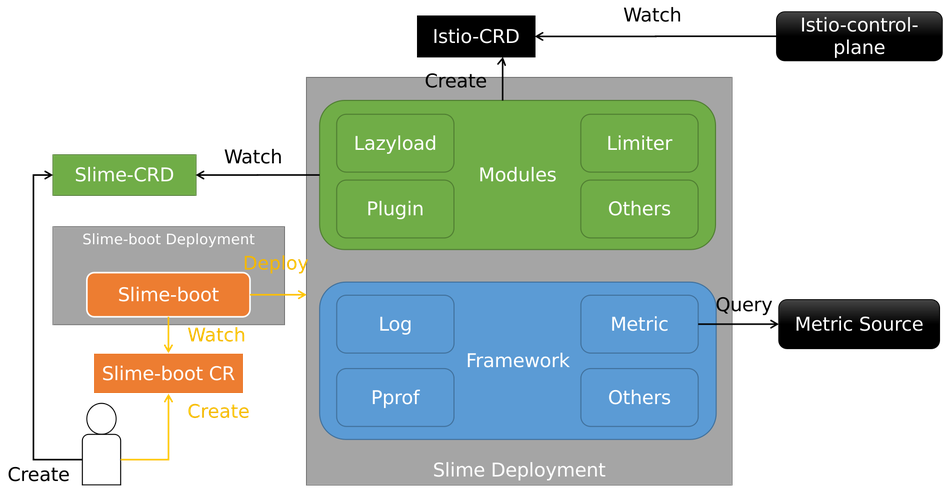 Watch
Istio-control-
plane
Istio-CRD
Create
Lazyload
Limiter
Modules
Plugin
Others
Watch
Slime-CRD
Slime-boot Deployment
Deploy
Slime-boot
Watch
Slime-boot CR
Create
Create
Log
Metric
Framework
Pprof
Others
Query
Metric Source
Slime Deployment